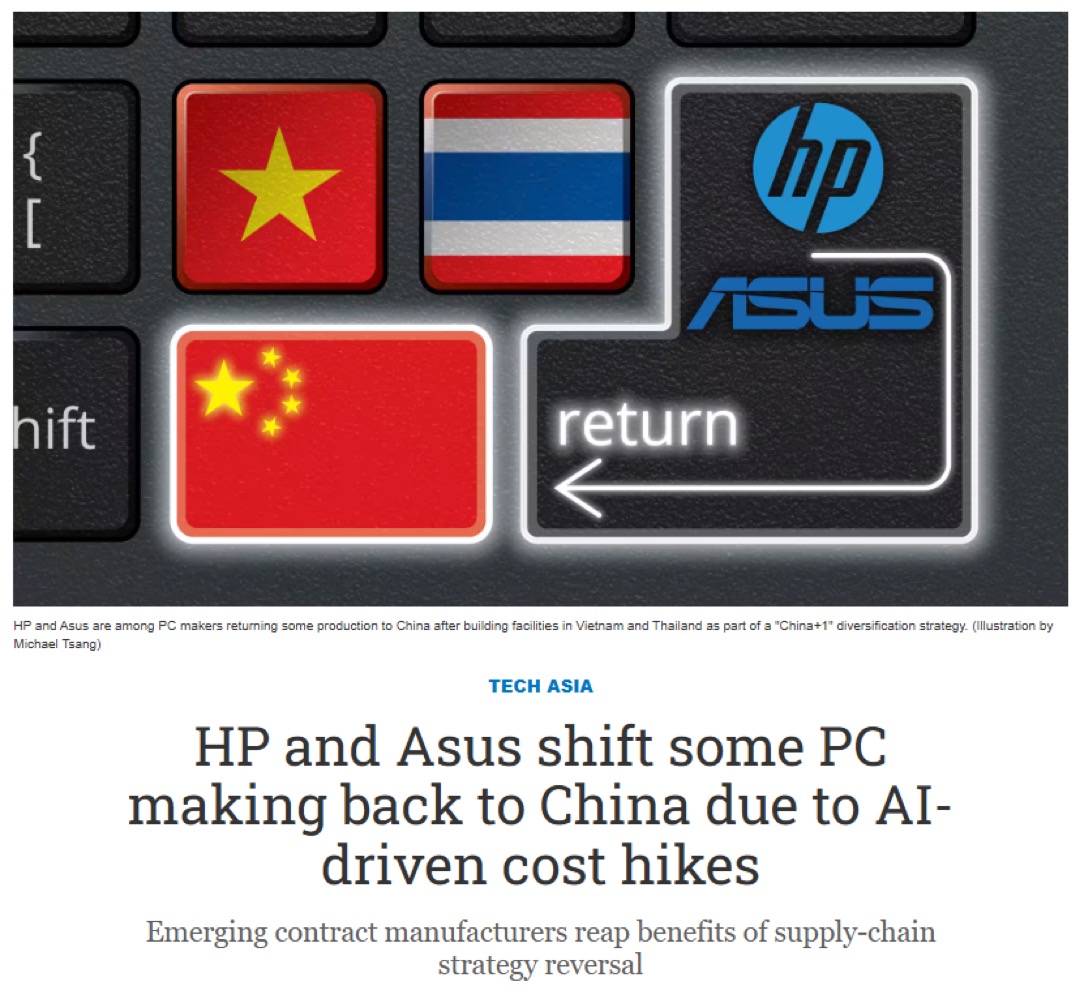 {
[
hp
ASUS
hift
return
HP and Asus are among PC makers returning some production to China after building facilities in Vietnam and Thailand as part of a "China+1" diversification strategy. (Illustration by
Michael Tsang)
TECH ASIA
HP and Asus shift some PC
making back to China due to AI-
driven cost hikes
Emerging contract manufacturers reap benefits of supply-chain
strategy reversal